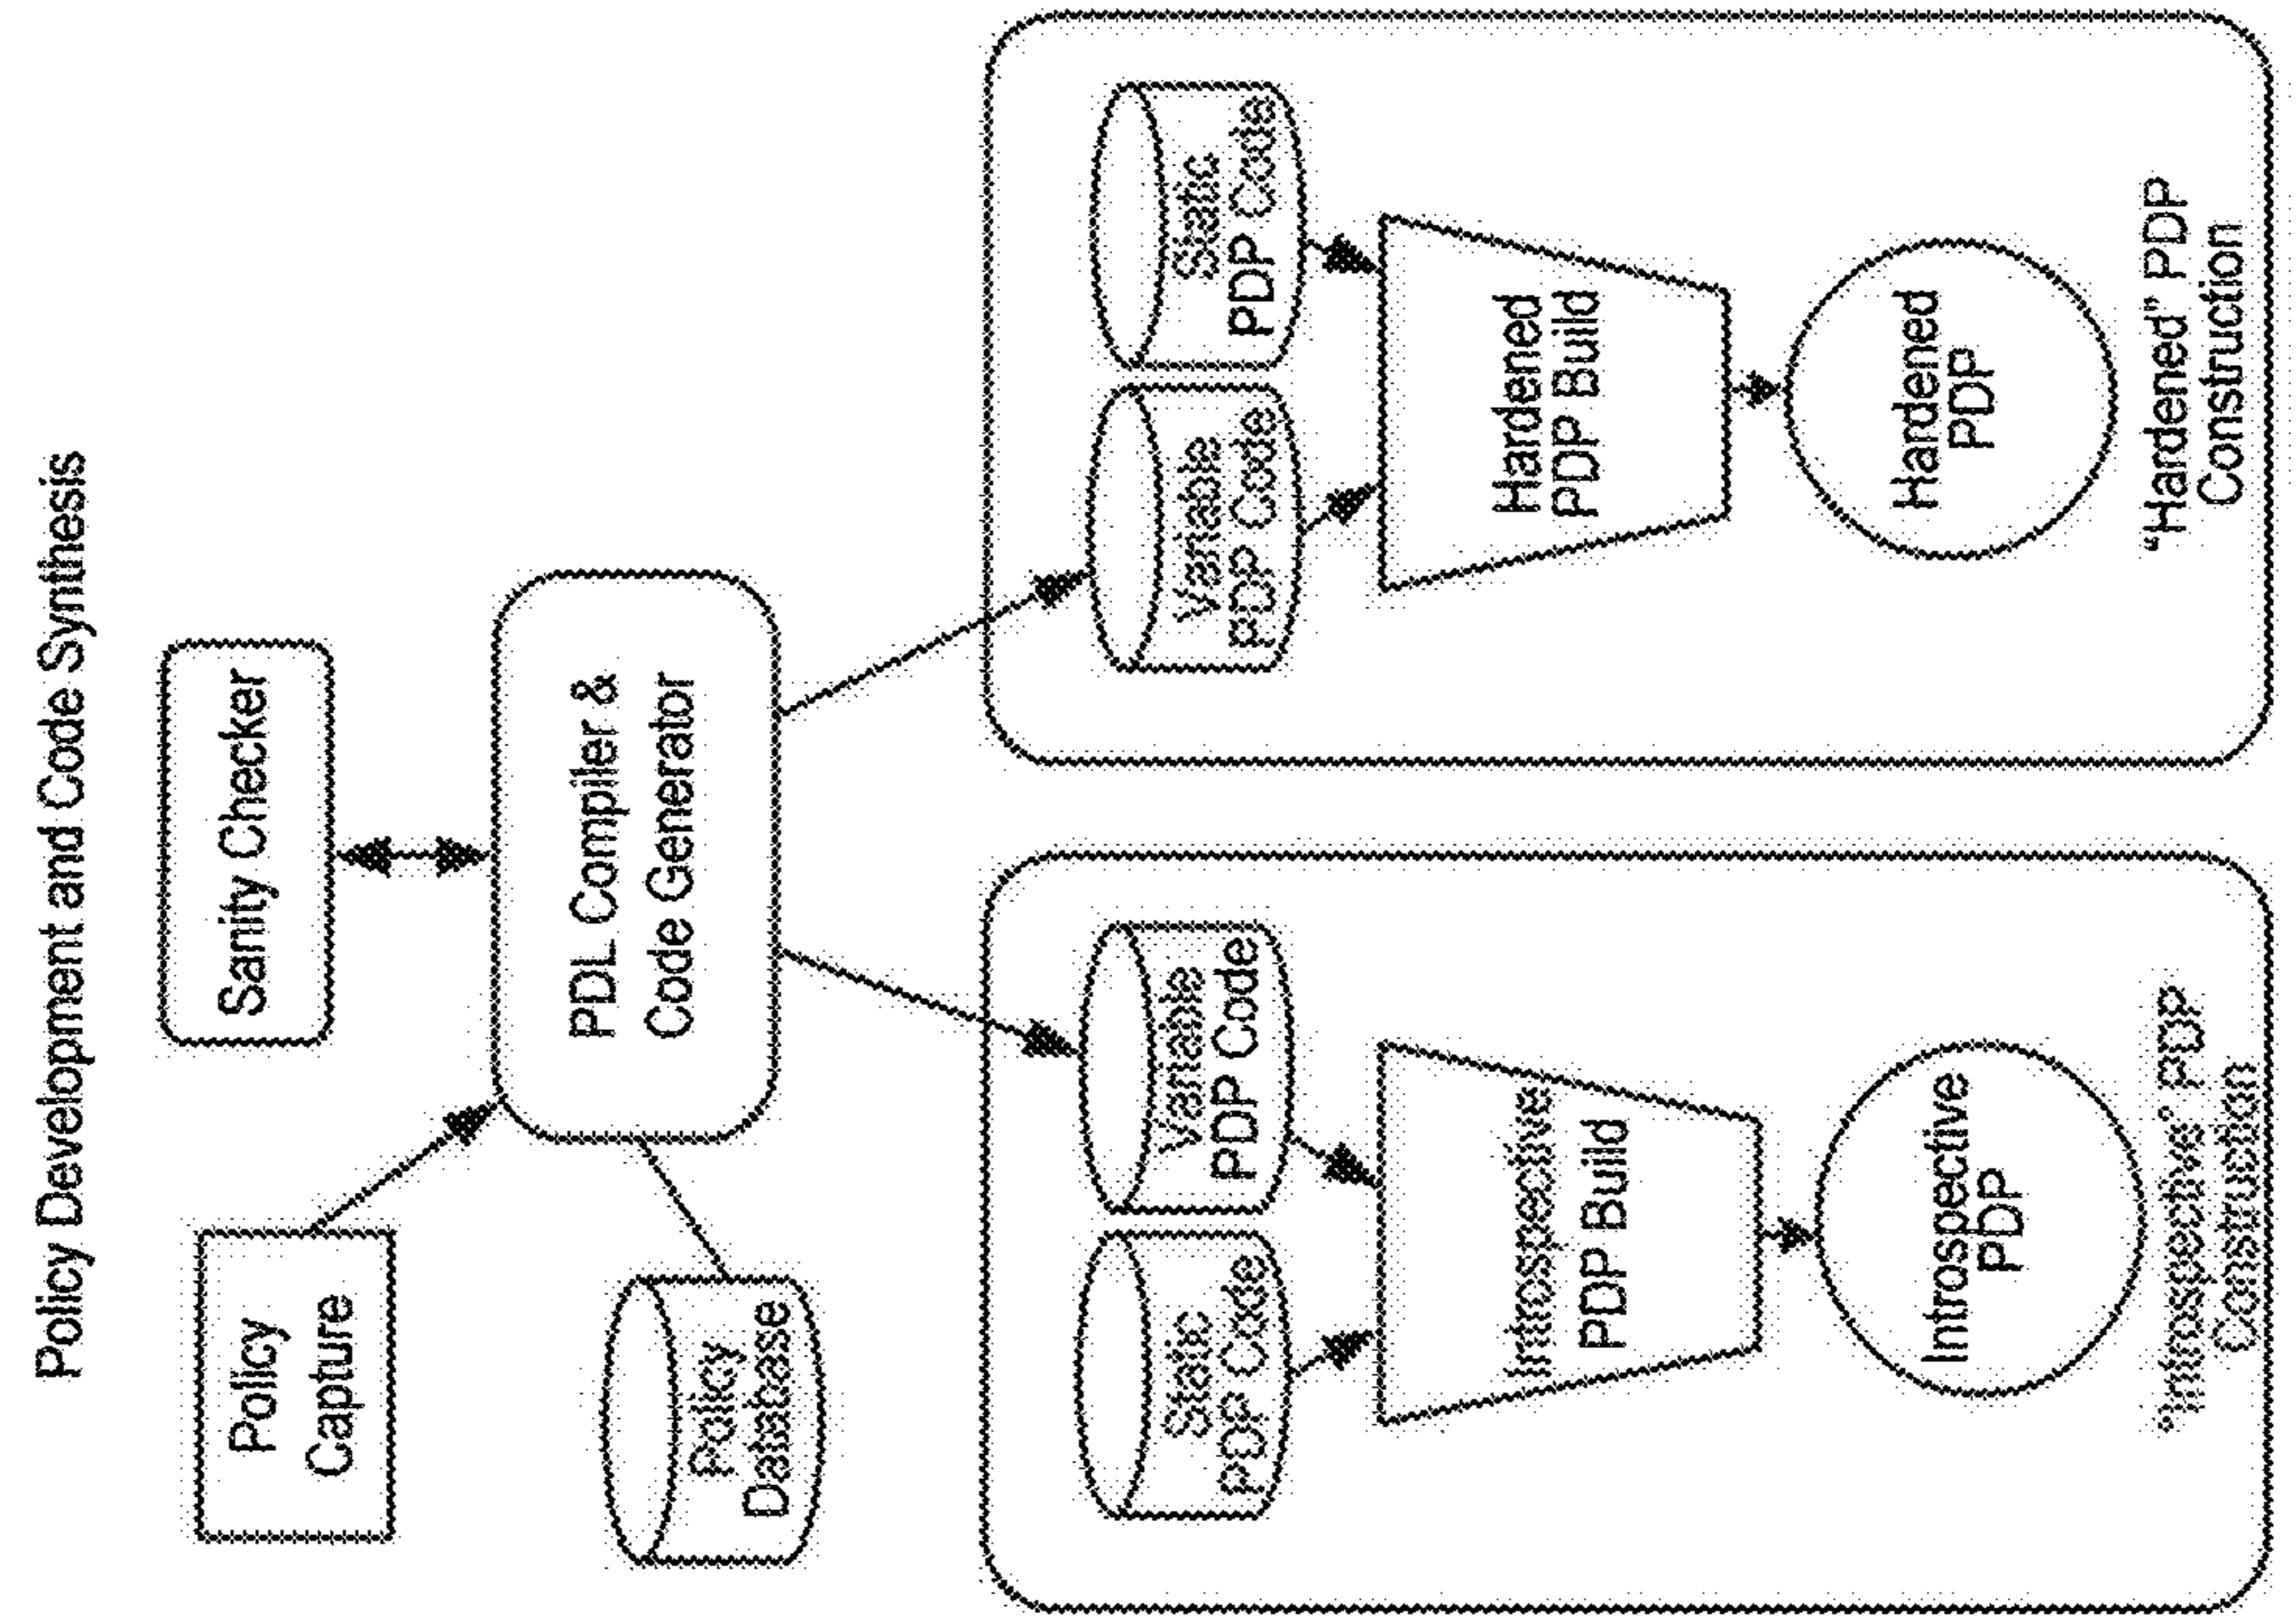 Policy Development and Code Synthesis
Policy
Capture
Sanity Checker
PDL Compiler &
Code Generator
Policy
Database
Static
PDP Code
Variable
PDP Code
Introspective
PDP Build
Introspective
PDP
"Introspective" PDP
Construction
Variable
PDP Code
Static
PDP Code
Hardened
PDP Build
Hardened
PDP
"Hardened" PDP
Construction